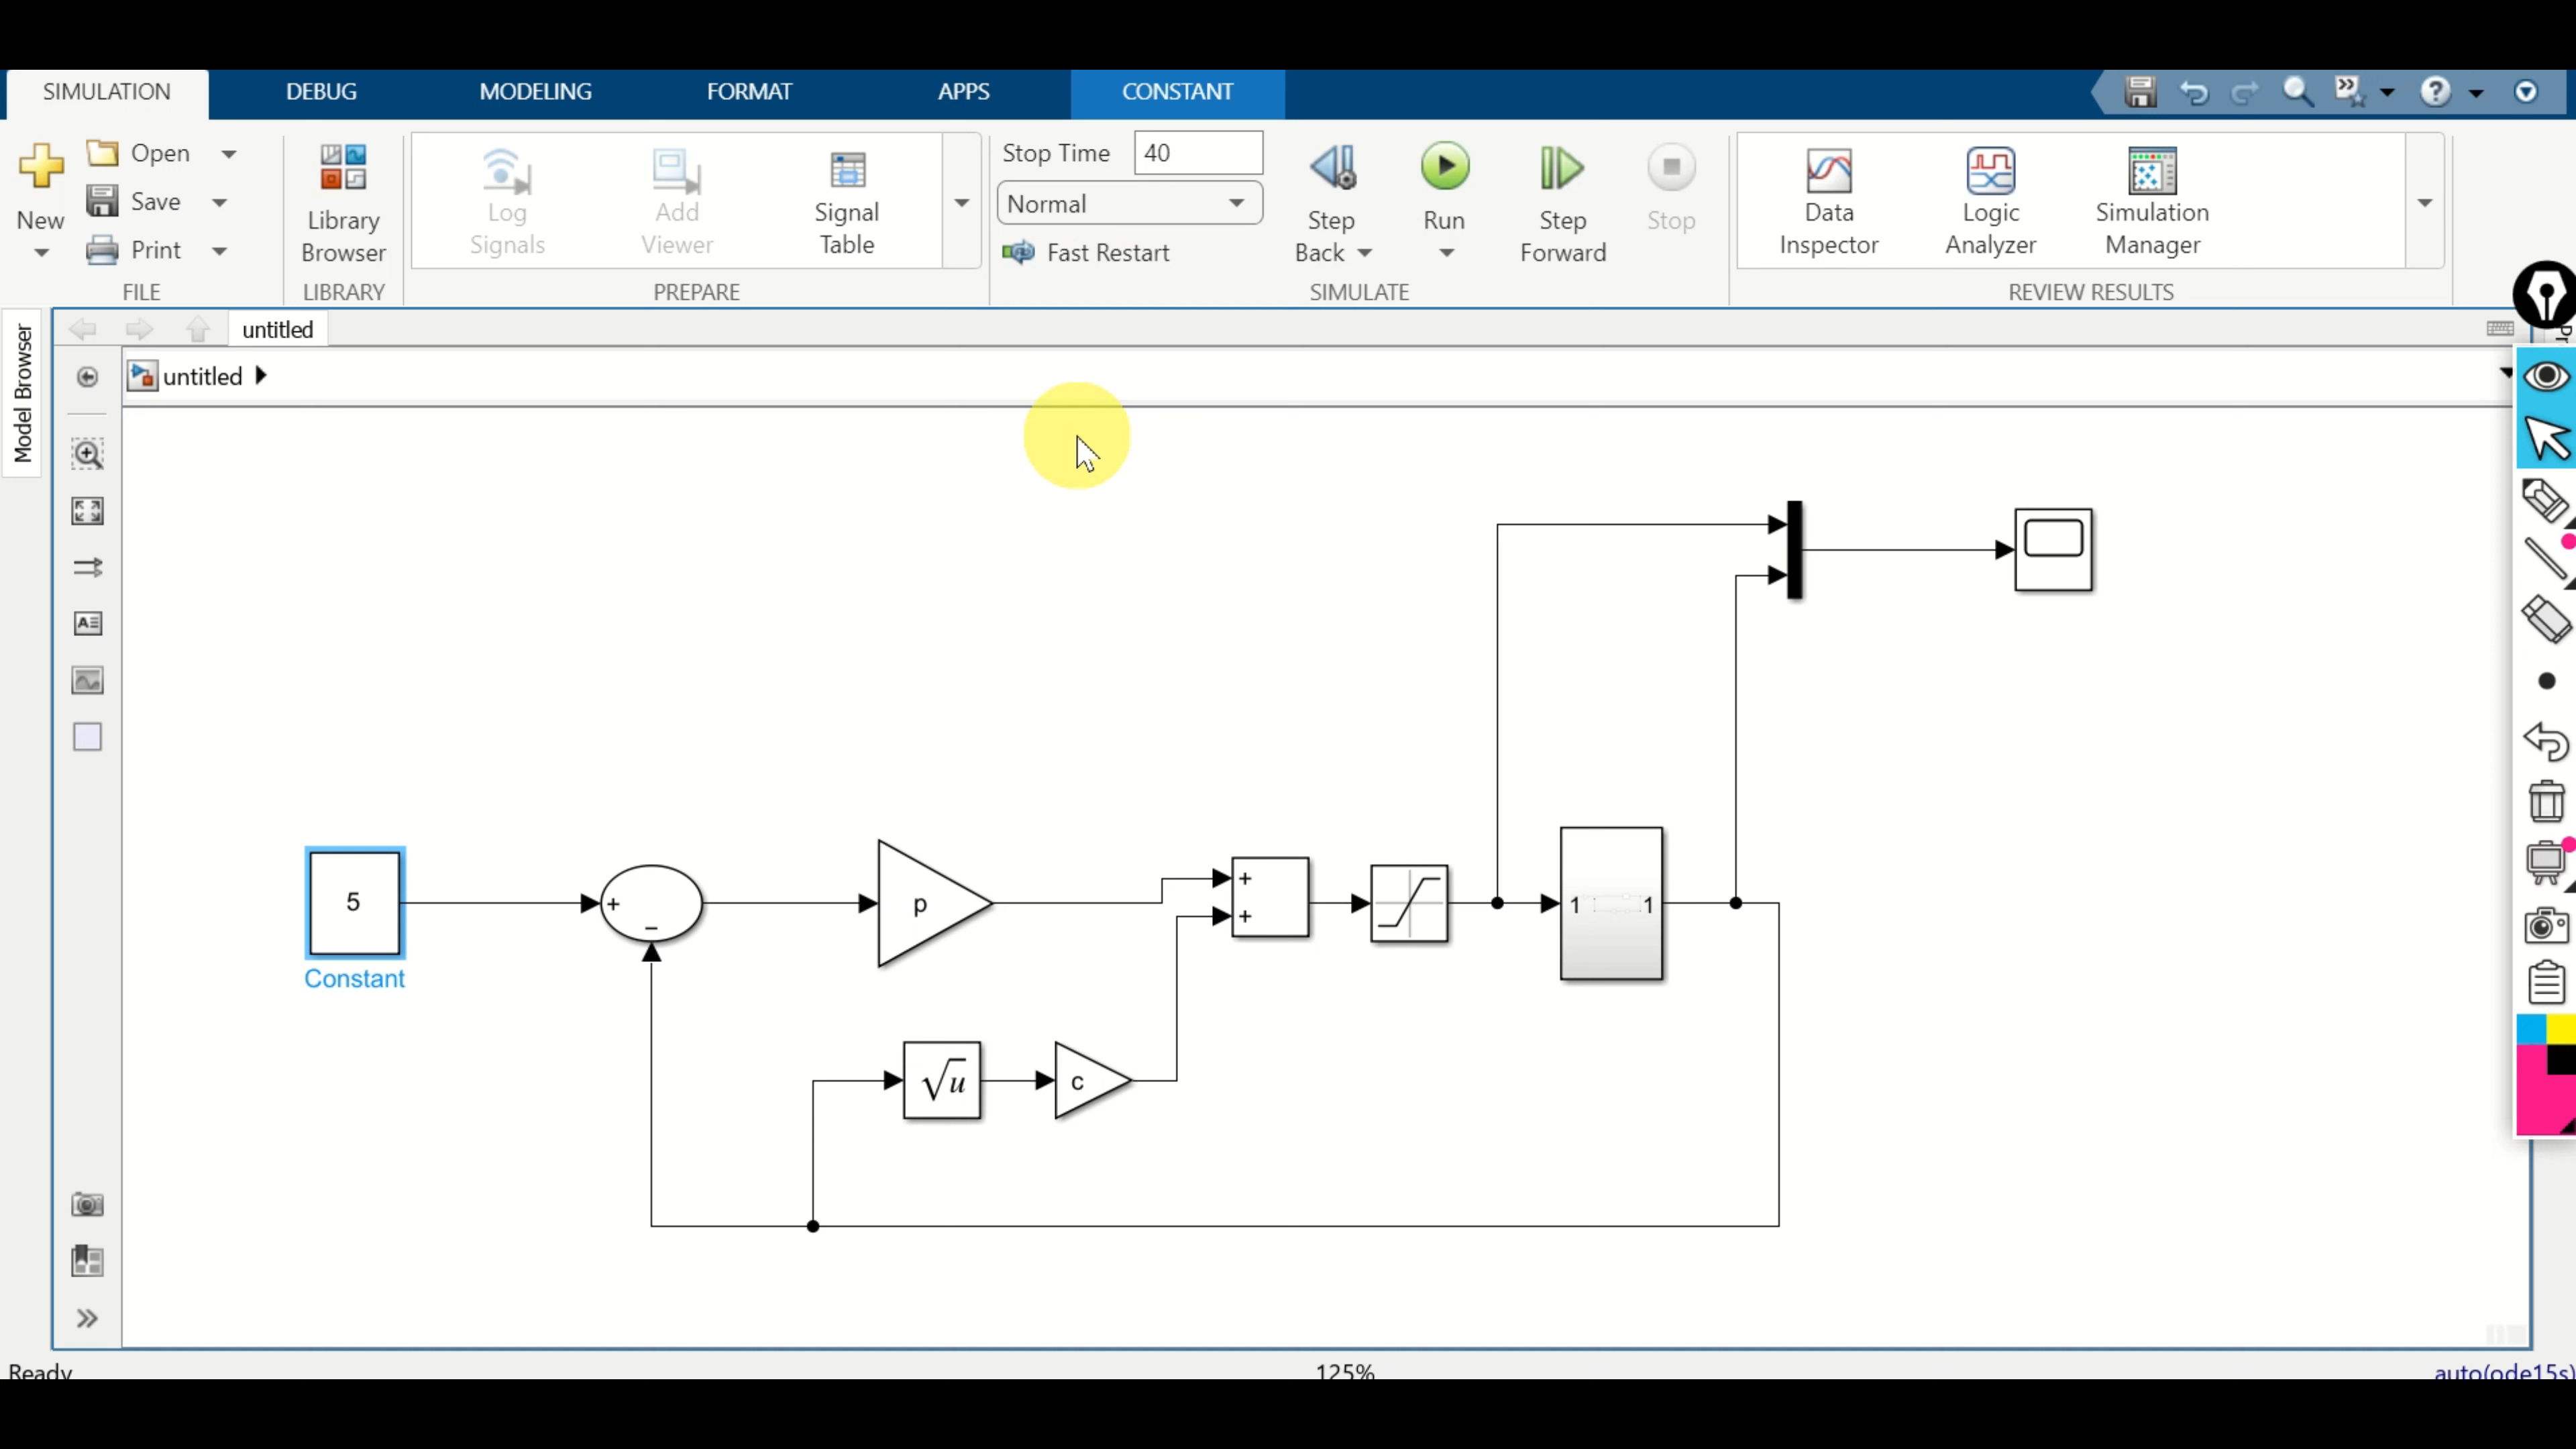 SIMULATION DEBUG MODELING FORMAT APPS CONSTANT
New
Open
Save
Print
FILE
Library
Browser
LIBRARY
Log
Signals
Add
Viewer
Signal
Table
PREPARE
Stop Time 40
Normal
Fast Restart
Step
Back
Run
Step
Forward
Stop
SIMULATE
Data
Inspector
Logic
Analyzer
Simulation
Manager
REVIEW RESULTS
Model Browser
untitled
untitled
5
Constant
+
−
p
+
+
1 1
√u
c
Ready
125%
auto(ode15s)